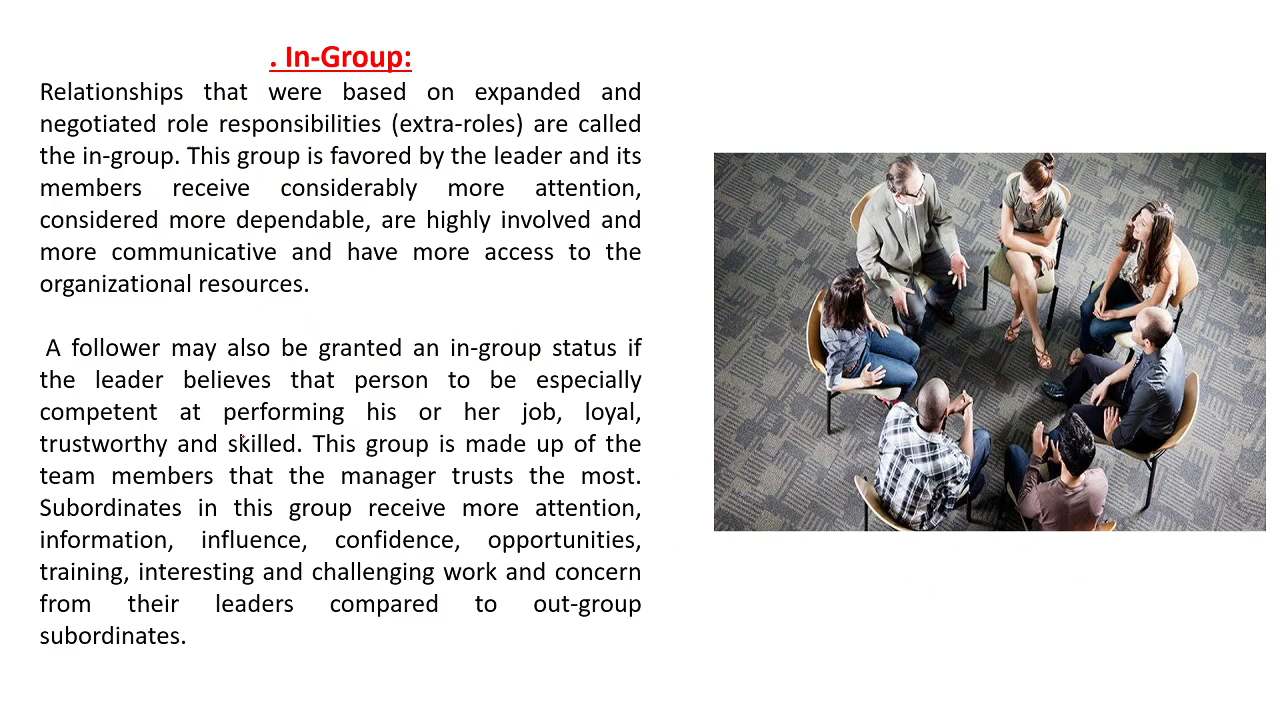 . In-Group:
Relationships that were based on expanded and
negotiated role responsibilities (extra-roles) are called
the in-group. This group is favored by the leader and its
members receive considerably more attention,
considered more dependable, are highly involved and
more communicative and have more access to the
organizational resources.
A follower may also be granted an in-group status if
the leader believes that person to be especially
competent at performing his or her job, loyal,
trustworthy and skilled. This group is made up of the
team members that the manager trusts the most.
Subordinates in this group receive more attention,
information, influence, confidence, opportunities,
training, interesting and challenging work and concern
from their leaders compared to out-group
subordinates.